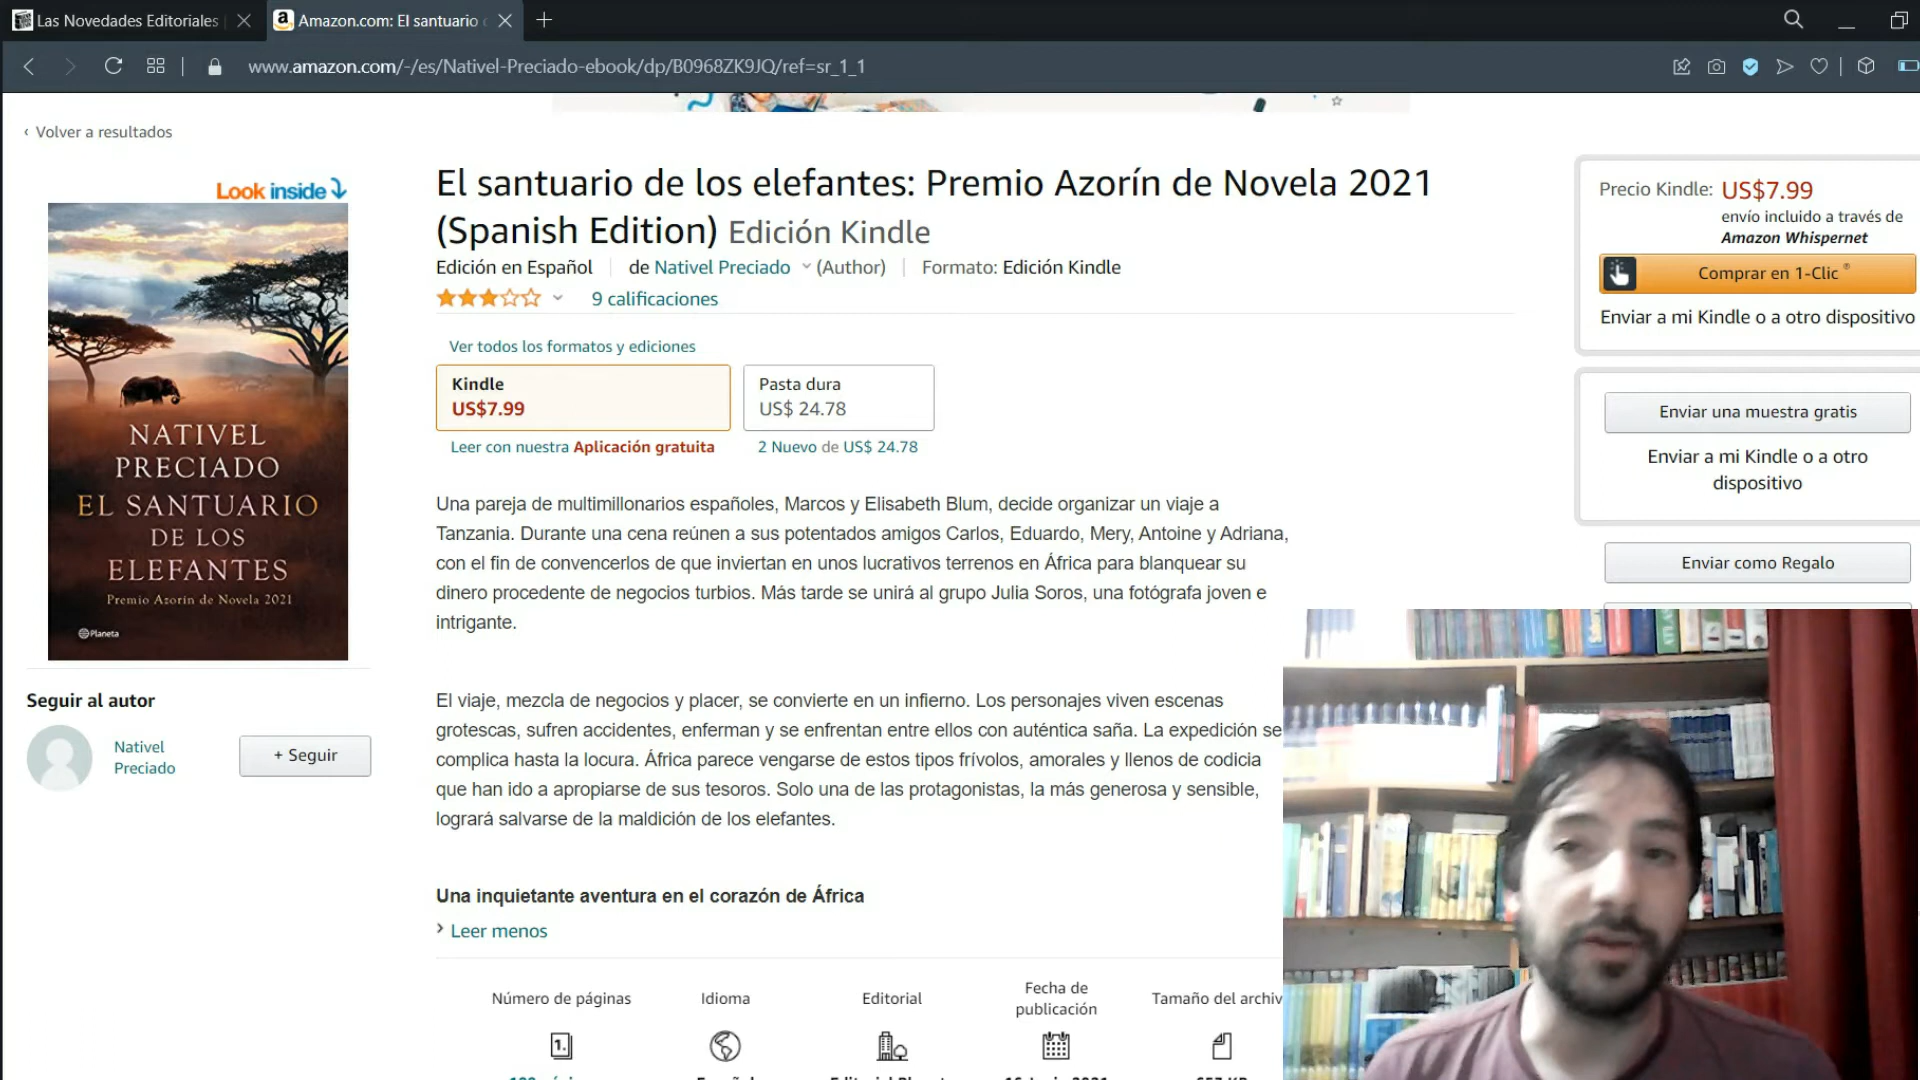 Las Novedades Editoriales
Amazon.com: El santuario
www.amazon.com/-/es/Nativel-Preciado-ebook/dp/B0968ZK9JQ/ref=sr_1_1
‹ Volver a resultados
Look inside
NATIVEL
PRECIADO
EL SANTUARIO
DE LOS
ELEFANTES
Premio Azorín de Novela 2021
Planeta
Seguir al autor
Nativel
Preciado
+ Seguir
El santuario de los elefantes: Premio Azorín de Novela 2021
(Spanish Edition) Edición Kindle
Edición en Español de Nativel Preciado (Author) Formato: Edición Kindle
9 calificaciones
Ver todos los formatos y ediciones
Kindle
US$7.99
Pasta dura
US$ 24.78
Leer con nuestra Aplicación gratuita
2 Nuevo de US$ 24.78
Una pareja de multimillonarios españoles, Marcos y Elisabeth Blum, decide organizar un viaje a
Tanzania. Durante una cena reúnen a sus potentados amigos Carlos, Eduardo, Mery, Antoine y Adriana,
con el fin de convencerlos de que inviertan en unos lucrativos terrenos en África para blanquear su
dinero procedente de negocios turbios. Más tarde se unirá al grupo Julia Soros, una fotógrafa joven e
intrigante.
El viaje, mezcla de negocios y placer, se convierte en un infierno. Los personajes viven escenas
grotescas, sufren accidentes, enferman y se enfrentan entre ellos con auténtica saña. La expedición se
complica hasta la locura. África parece vengarse de estos tipos frívolos, amorales y llenos de codicia
que han ido a apropiarse de sus tesoros. Solo una de las protagonistas, la más generosa y sensible,
logrará salvarse de la maldición de los elefantes.
Una inquietante aventura en el corazón de África
Leer menos
Número de páginas
Idioma
Editorial
Fecha de
publicación
Tamaño del archiv
Precio Kindle: US$7.99
envío incluido a través de
Amazon Whispernet
Comprar en 1-Clic ®
Enviar a mi Kindle o a otro dispositivo
Enviar una muestra gratis
Enviar a mi Kindle o a otro
dispositivo
Enviar como Regalo